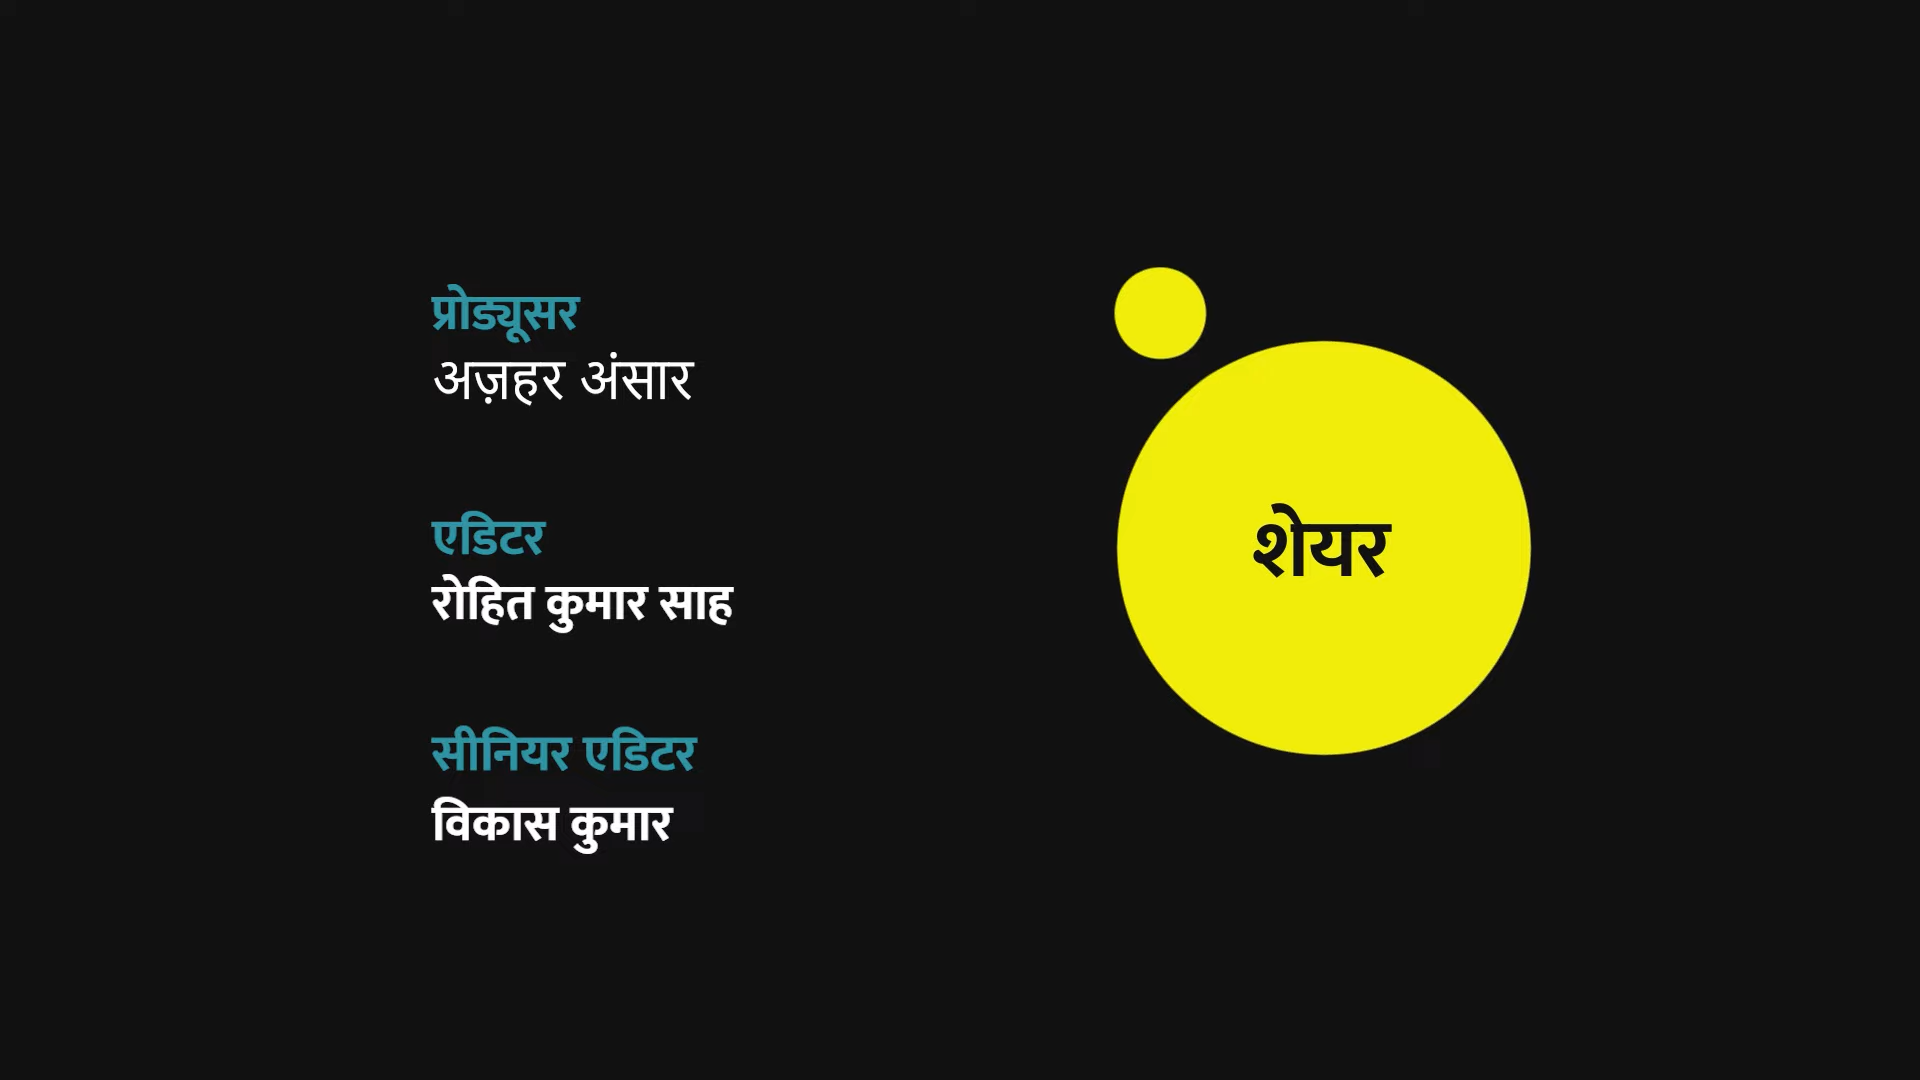 प्रोड्यूसर
अज़हर अंसार
एडिटर
रोहित कुमार साह
सीनियर एडिटर
विकास कुमार
शेयर